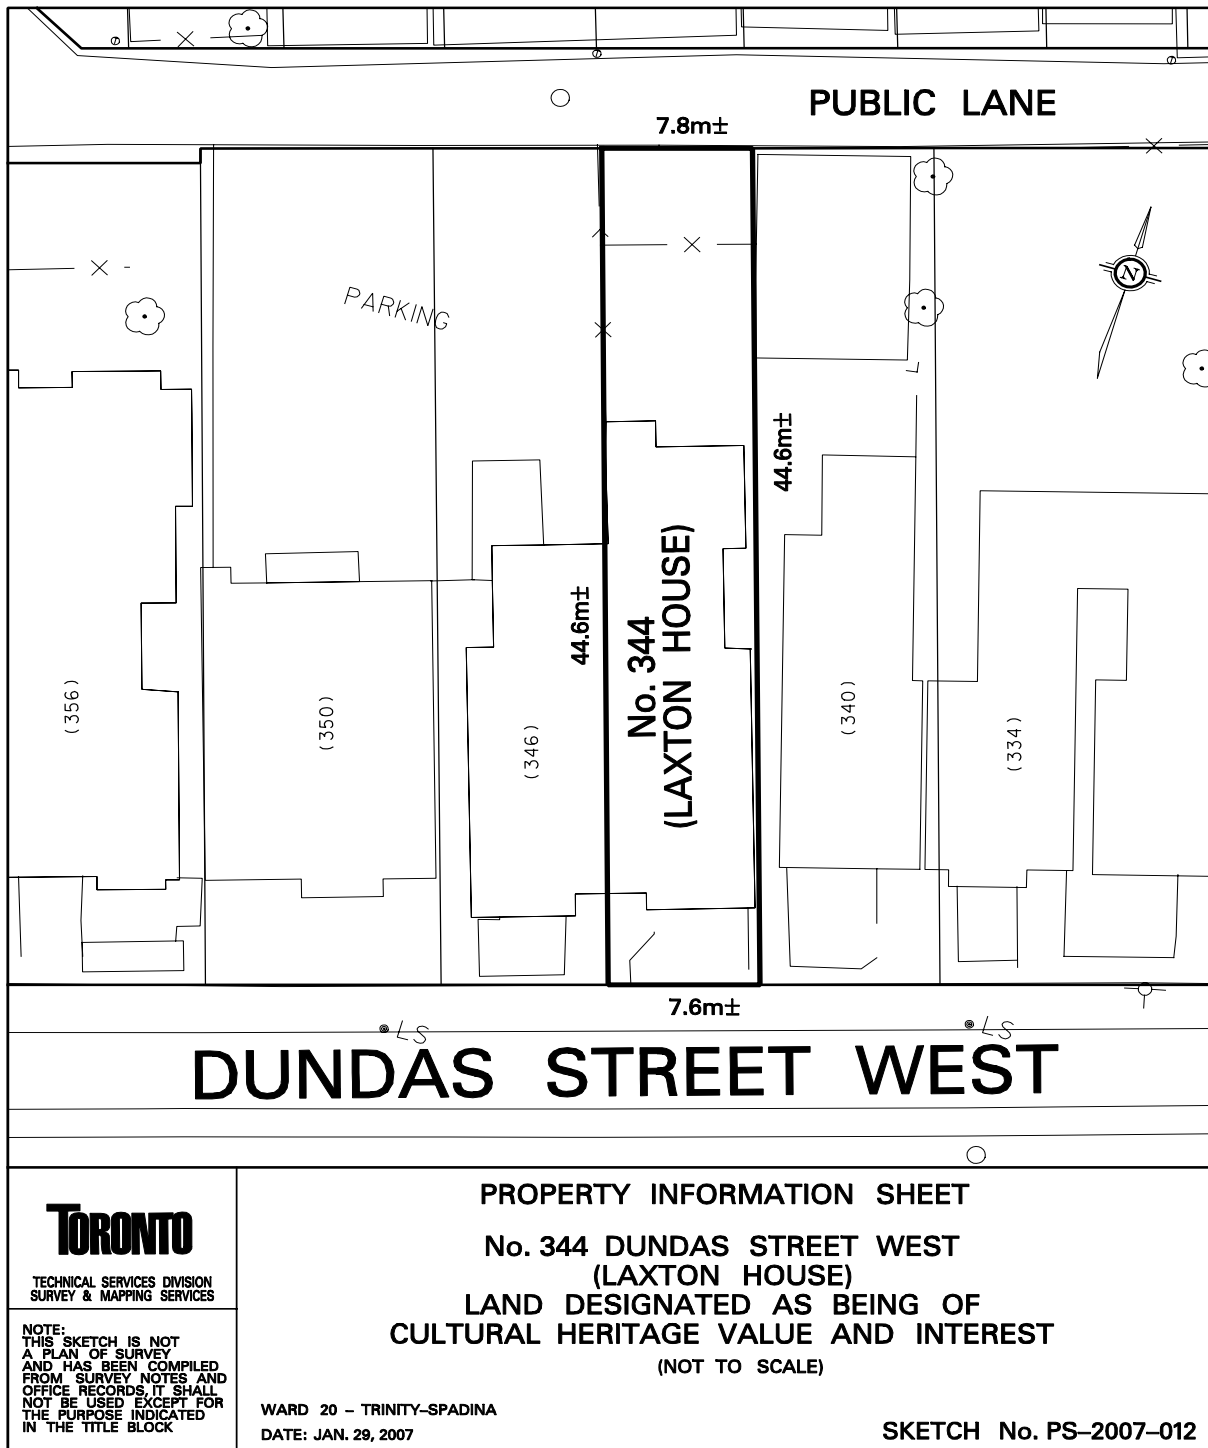 PUBLIC LANE
7.8m±
N
PARKING
44.6m±
44.6m±
No. 344
(LAXTON HOUSE)
(356)
(350)
(346)
(340)
(334)
7.6m±
LS
LS
DUNDAS STREET WEST
TORONTO
TECHNICAL SERVICES DIVISION
SURVEY & MAPPING SERVICES
NOTE:
THIS SKETCH IS NOT
A PLAN OF SURVEY
AND HAS BEEN COMPILED
FROM SURVEY NOTES AND
OFFICE RECORDS, IT SHALL
NOT BE USED EXCEPT FOR
THE PURPOSE INDICATED
IN THE TITLE BLOCK
PROPERTY INFORMATION SHEET
No. 344 DUNDAS STREET WEST
(LAXTON HOUSE)
LAND DESIGNATED AS BEING OF
CULTURAL HERITAGE VALUE AND INTEREST
(NOT TO SCALE)
WARD 20 – TRINITY–SPADINA
DATE: JAN. 29, 2007
SKETCH No. PS–2007–012